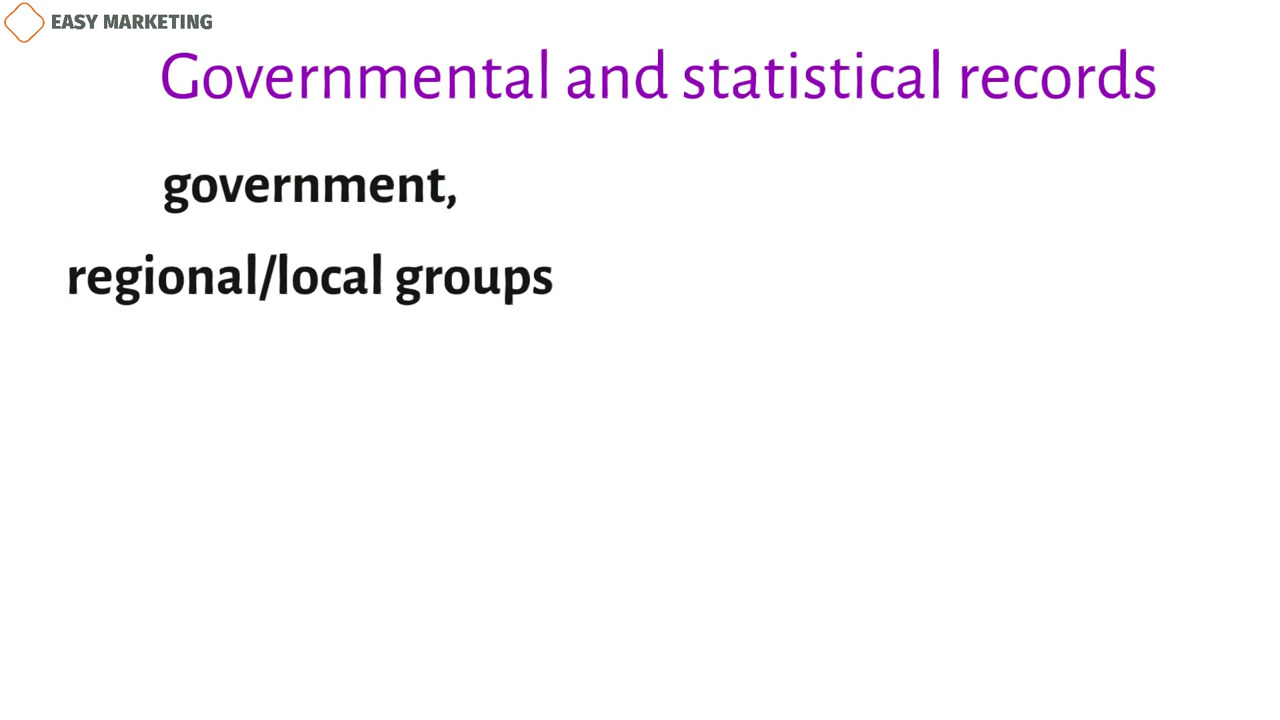 EASY MARKETING
Governmental and statistical records
government,
regional/local groups